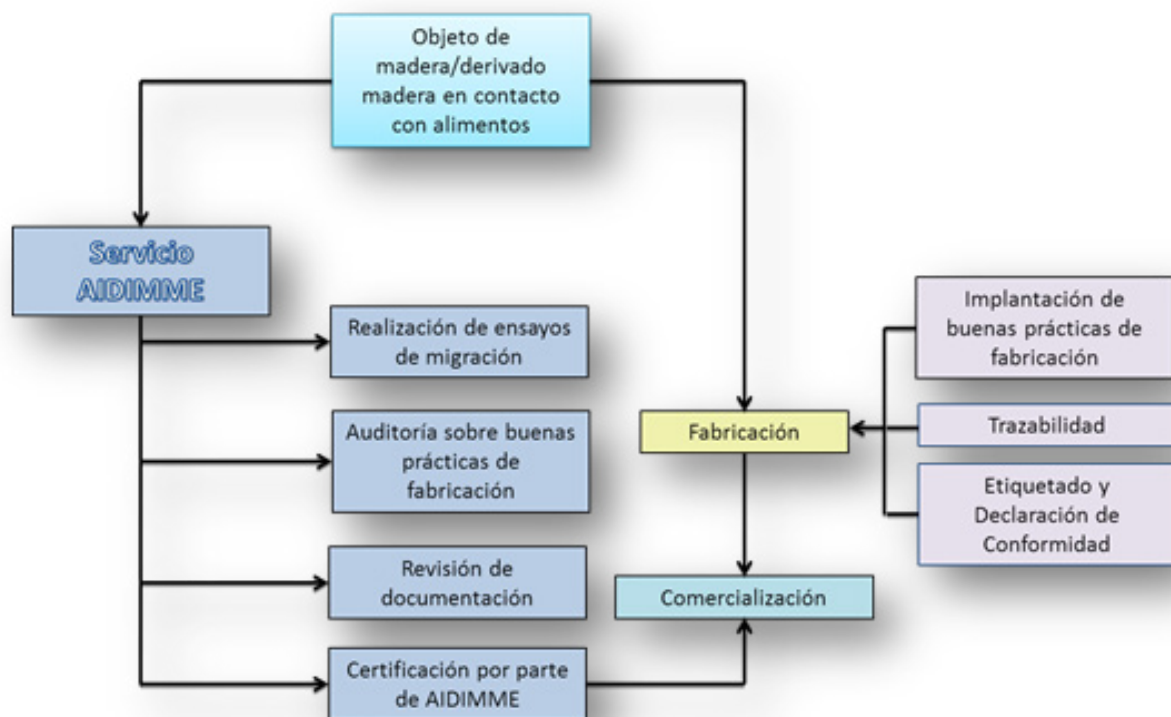 Objeto de
madera/derivado
madera en contacto
con alimentos
Servicio
AIDIMME
Realización de ensayos
de migración
Auditoría sobre buenas
prácticas de
fabricación
Revisión de
documentación
Certificación por parte
de AIDIMME
Fabricación
Comercialización
Implantación de
buenas prácticas de
fabricación
Trazabilidad
Etiquetado y
Declaración de
Conformidad